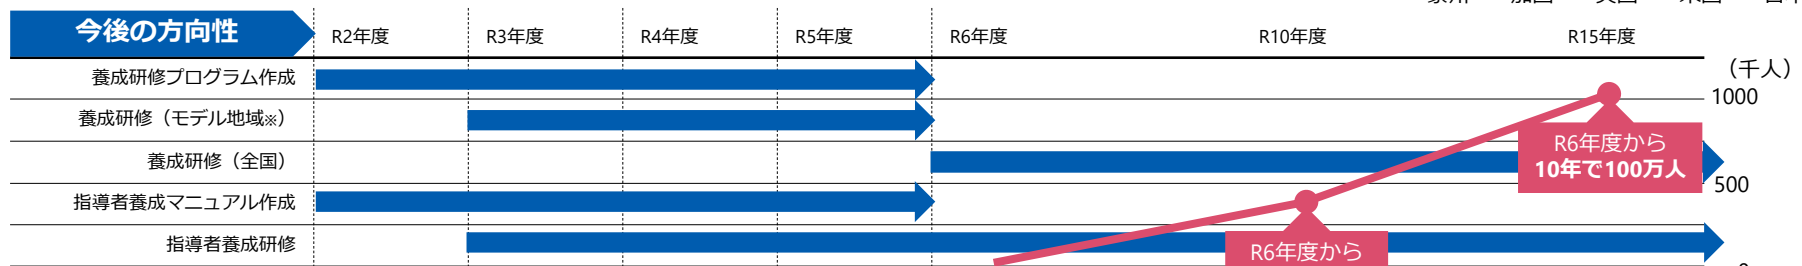 今後の方向性
R2年度 R3年度 R4年度 R5年度 R6年度 R10年度 R15年度
養成研修プログラム作成
（千人）
1000
養成研修（モデル地域※）
養成研修（全国）
R6年度から
10年で100万人
500
指導者養成マニュアル作成
指導者養成研修
R6年度から